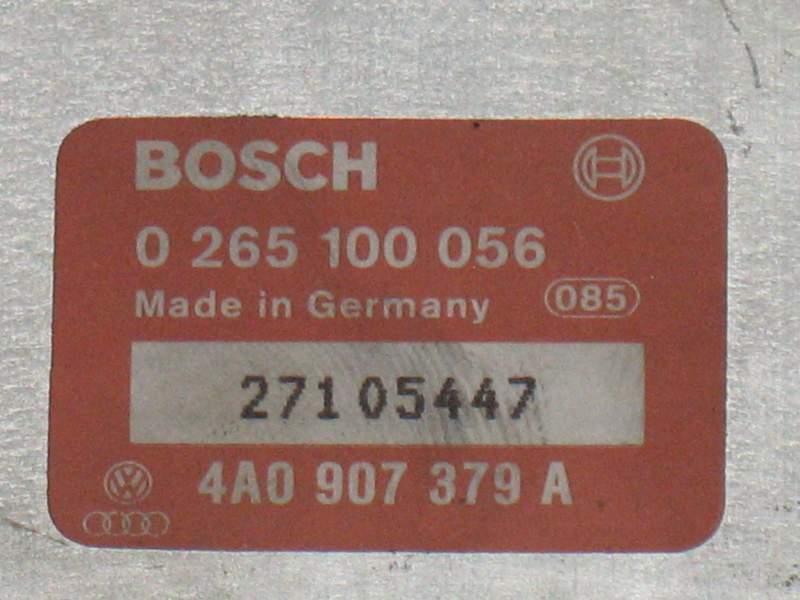 BOSCH
0 265 100 056
Made in Germany 085
27105447
4A0 907 379 A